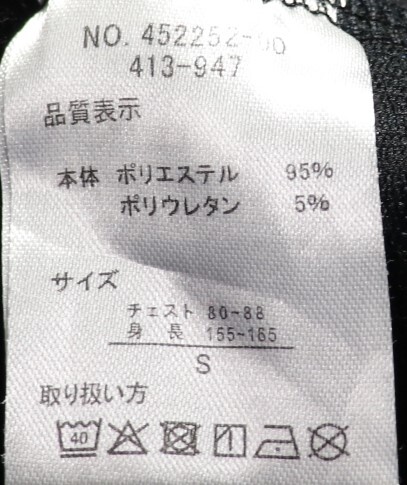 NO. 452252-00
413-947
品質表示
本体 ポリエステル 95%
ポリウレタン 5%
サイズ
チェスト 80~88
身長 155~165
S
取り扱い方
40